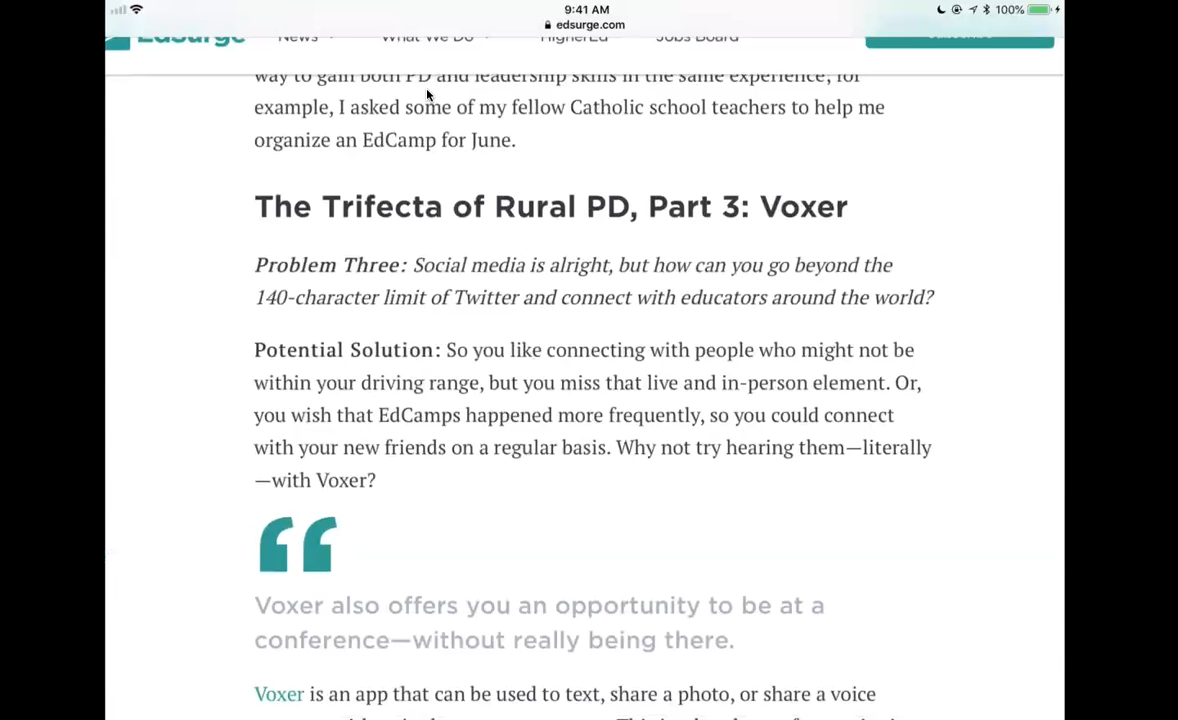 9:41 AM
100%
edsurge.com
EdSurge News What We Do HigherEd Jobs Board Subscribe
way to gain both PD and leadership skills in the same experience; for
example, I asked some of my fellow Catholic school teachers to help me
organize an EdCamp for June.
The Trifecta of Rural PD, Part 3: Voxer
Problem Three: Social media is alright, but how can you go beyond the
140-character limit of Twitter and connect with educators around the world?
Potential Solution: So you like connecting with people who might not be
within your driving range, but you miss that live and in-person element. Or,
you wish that EdCamps happened more frequently, so you could connect
with your new friends on a regular basis. Why not try hearing them—literally
—with Voxer?
Voxer also offers you an opportunity to be at a
conference—without really being there.
Voxer is an app that can be used to text, share a photo, or share a voice